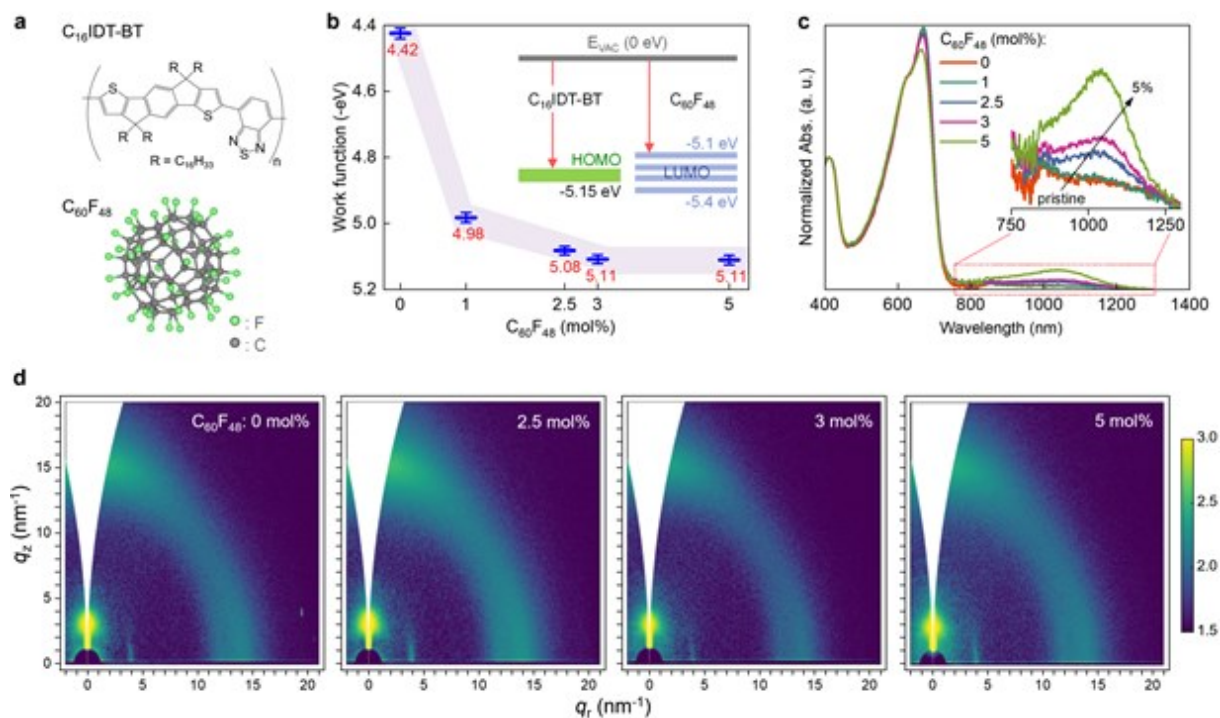 a
C₁₆IDT-BT
R R
S
S
R R
N S N
n
R = C₁₆H₃₃
C₆₀F₄₈
: F
: C
b
4.4
4.6
4.8
5.0
5.2
Work function (-eV)
4.42
4.98
5.08
5.11
5.11
E_VAC (0 eV)
C₁₆IDT-BT
C₆₀F₄₈
HOMO
-5.15 eV
-5.1 eV
LUMO
-5.4 eV
0 1 2.5 3 5
C₆₀F₄₈ (mol%)
c
Normalized Abs. (a. u.)
C₆₀F₄₈ (mol%):
0
1
2.5
3
5
5%
pristine
750 1000 1250
400 600 800 1000 1200 1400
Wavelength (nm)
d
C₆₀F₄₈: 0 mol%
2.5 mol%
3 mol%
5 mol%
20
15
10
5
0
q_z (nm⁻¹)
0 5 10 15 20
0 5 10 15 20
0 5 10 15 20
0 5 10 15 20
q_r (nm⁻¹)
3.0
2.5
2.0
1.5